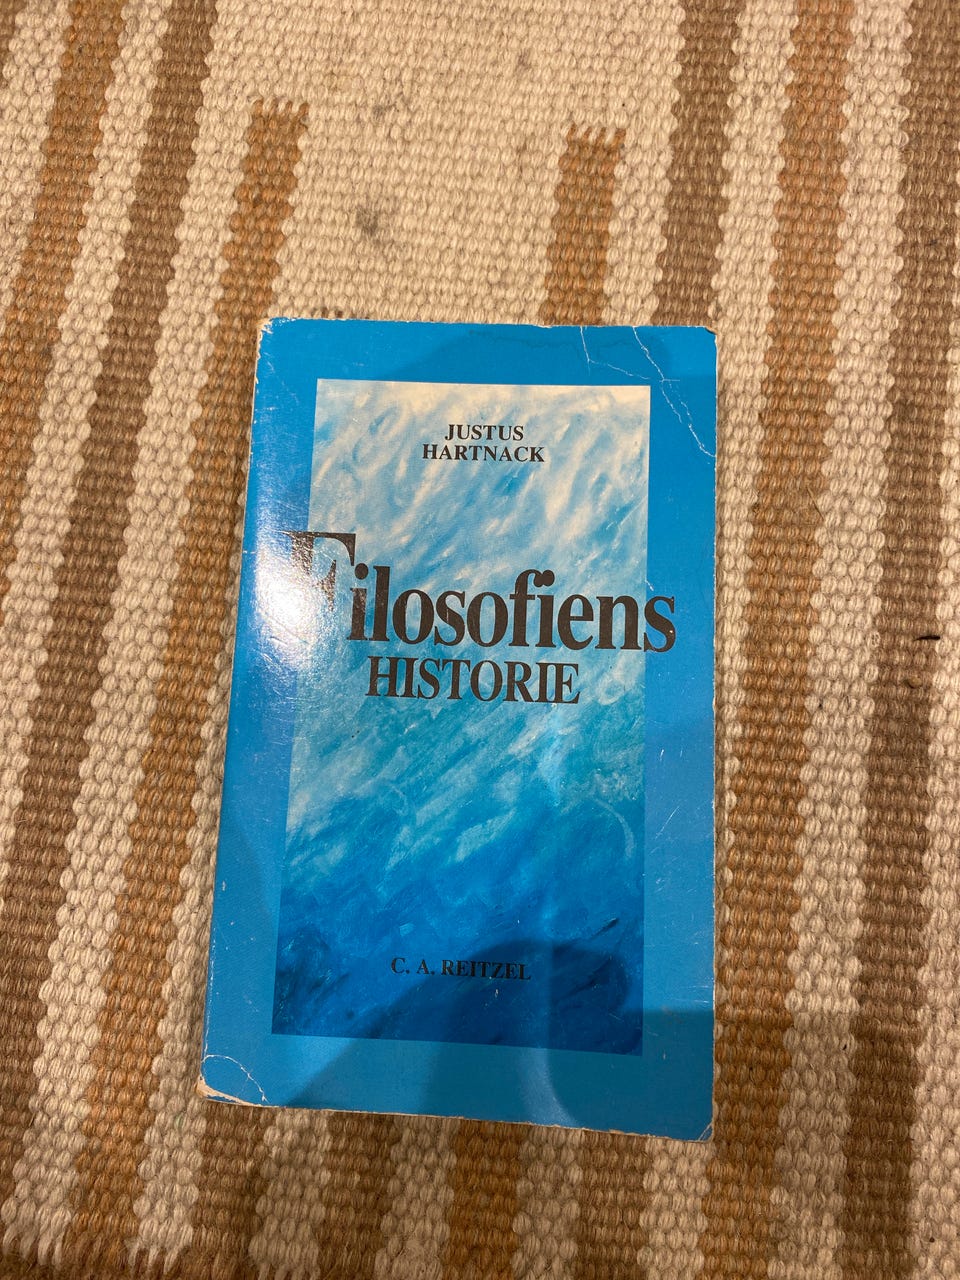 JUSTUS
HARTNACK
Filosofiens
HISTORIE
C. A. REITZEL